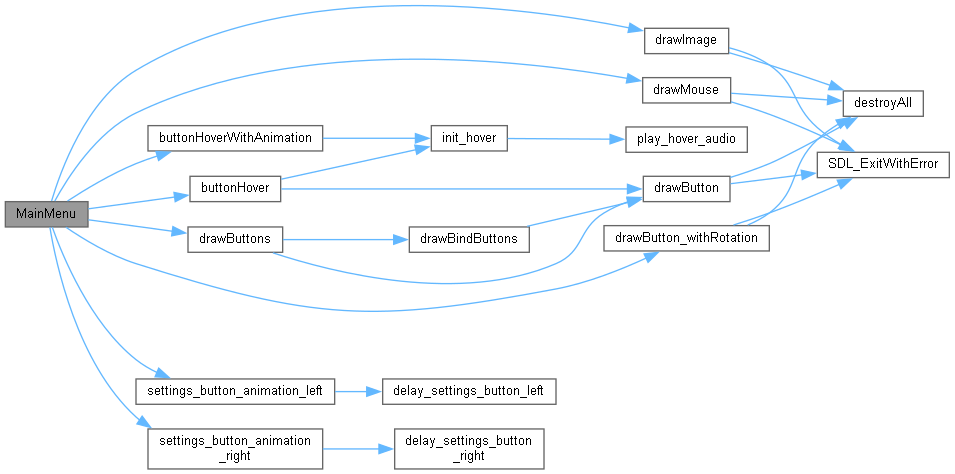 drawImage
drawMouse
destroyAll
buttonHoverWithAnimation
init_hover
play_hover_audio
SDL_ExitWithError
buttonHover
drawButton
MainMenu
drawButtons
drawBindButtons
drawButton_withRotation
settings_button_animation_left
delay_settings_button_left
settings_button_animation
_right
delay_settings_button
_right